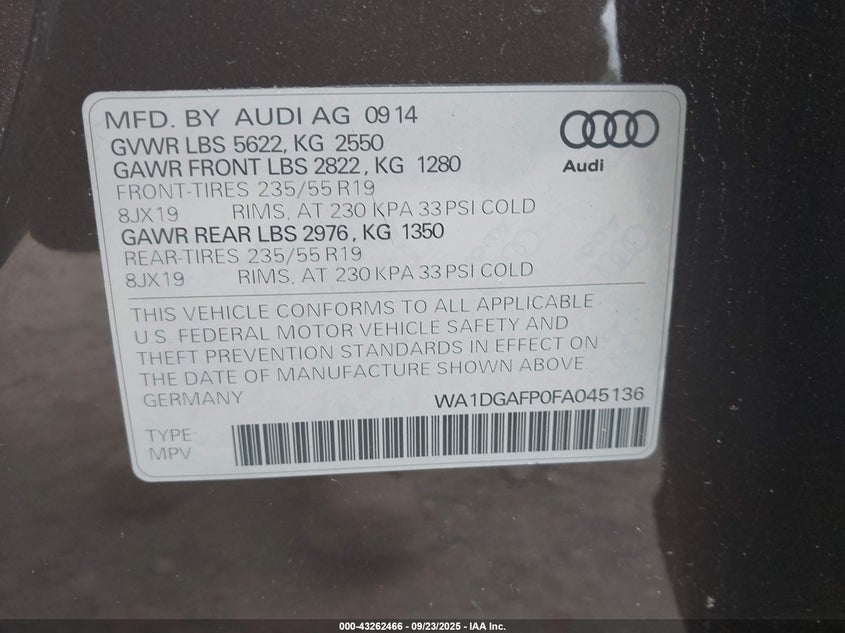 MFD. BY AUDI AG 09 14
GVWR LBS 5622, KG 2550
GAWR FRONT LBS 2822, KG 1280
FRONT-TIRES 235/55 R19
8JX19 RIMS, AT 230 KPA 33 PSI COLD
GAWR REAR LBS 2976, KG 1350
REAR-TIRES 235/55 R19
8JX19 RIMS, AT 230 KPA 33 PSI COLD
Audi
THIS VEHICLE CONFORMS TO ALL APPLICABLE
U.S. FEDERAL MOTOR VEHICLE SAFETY AND
THEFT PREVENTION STANDARDS IN EFFECT ON
THE DATE OF MANUFACTURE SHOWN ABOVE.
GERMANY WA1DGAFP0FA045136
TYPE:
MPV
000-43262466 - 09/23/2025 - IAA Inc.